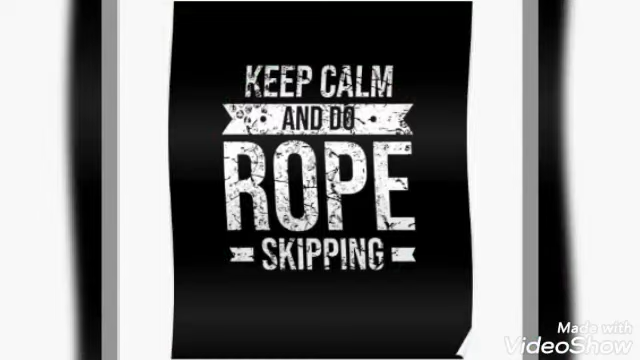 KEEP CALM
AND DO
ROPE
SKIPPING
Made with
VideoShow